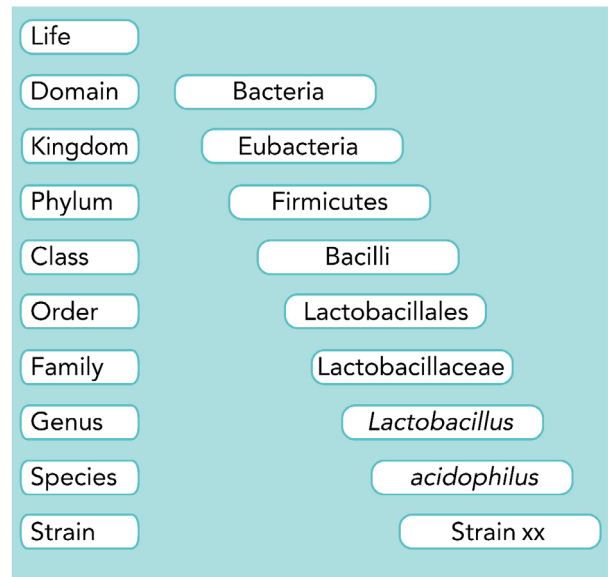 Life
Domain Bacteria
Kingdom Eubacteria
Phylum Firmicutes
Class Bacilli
Order Lactobacillales
Family Lactobacillaceae
Genus Lactobacillus
Species acidophilus
Strain Strain xx